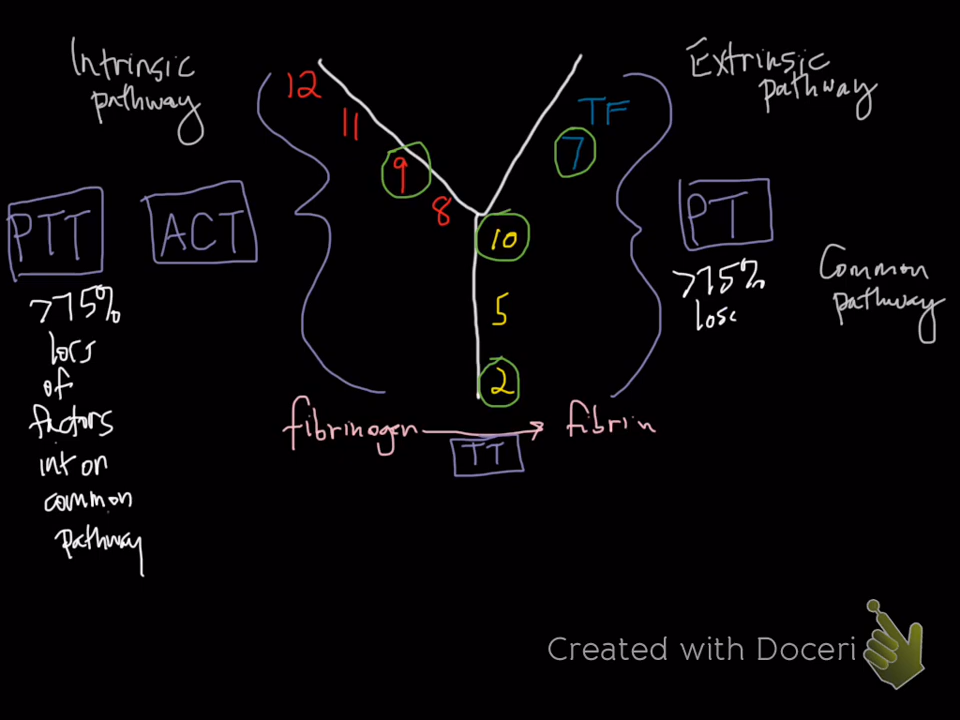 Intrinsic
pathway
Extrinsic
pathway
12
11
9
8
TF
7
PTT
ACT
10
5
2
PT
Common
pathway
>75%
loss
of
factors
int on
common
pathway
>75%
loss
fibrinogen
fibrin
TT
Created with Doceri